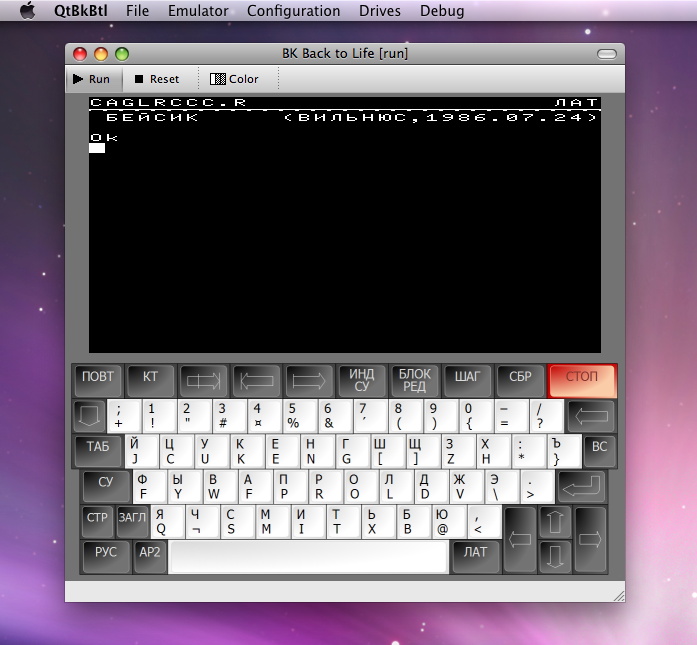 QtBkBtl File Emulator Configuration Drives Debug
BK Back to Life [run]
Run Reset Color
CAGLRCCC.R ЛАТ
БЕЙСИК (ВИЛЬНЮС,1986.07.24)
Ok
ПОВТ КТ ИНД СУ БЛОК РЕД ШАГ СБР СТОП
; 1 2 3 4 5 6 7 8 9 0 – /
+ ! " # ¤ % & ´ ( ) { = ?
ТАБ Й Ц У К Е Н Г Ш Щ З Х : Ъ ВС
J C U K E N G [ ] Z H * }
СУ Ф Ы В А П Р О Л Д Ж Э .
F Y W A P R O L D V \ >
СТР ЗАГЛ Я Ч С М И Т Ь Б Ю ,
Q ¬ S M I T X B @ <
РУС АР2 ЛАТ